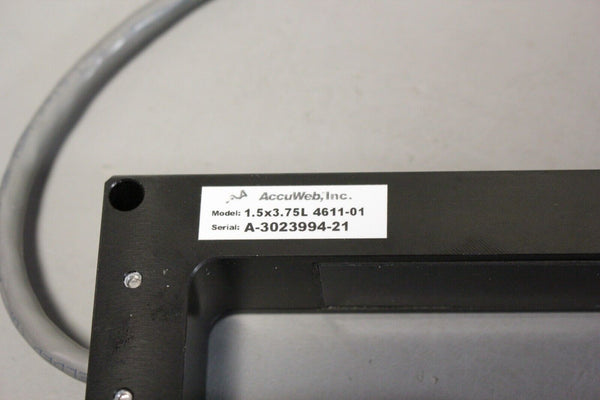 AccuWeb, Inc.
Model: 1.5x3.75L 4611-01
Serial: A-3023994-21